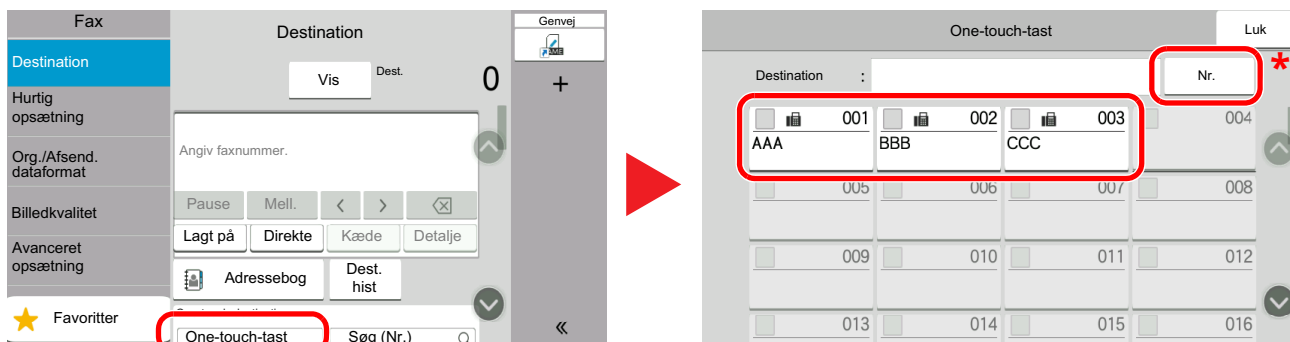 Fax
Destination
Hurtig
opsætning
Org./Afsend.
dataformat
Billedkvalitet
Avanceret
opsætning
Favoritter
Destination
Vis
Dest.
0
Angiv faxnummer.
Pause Mell. < >
Lagt på Direkte Kæde Detalje
Adressebog
Dest.
hist
One-touch-tast Søg (Nr.)
Genvej
+
«
One-touch-tast
Luk
Destination :
Nr.
*
001 002 003 004
AAA BBB CCC
005 006 007 008
009 010 011 012
013 014 015 016